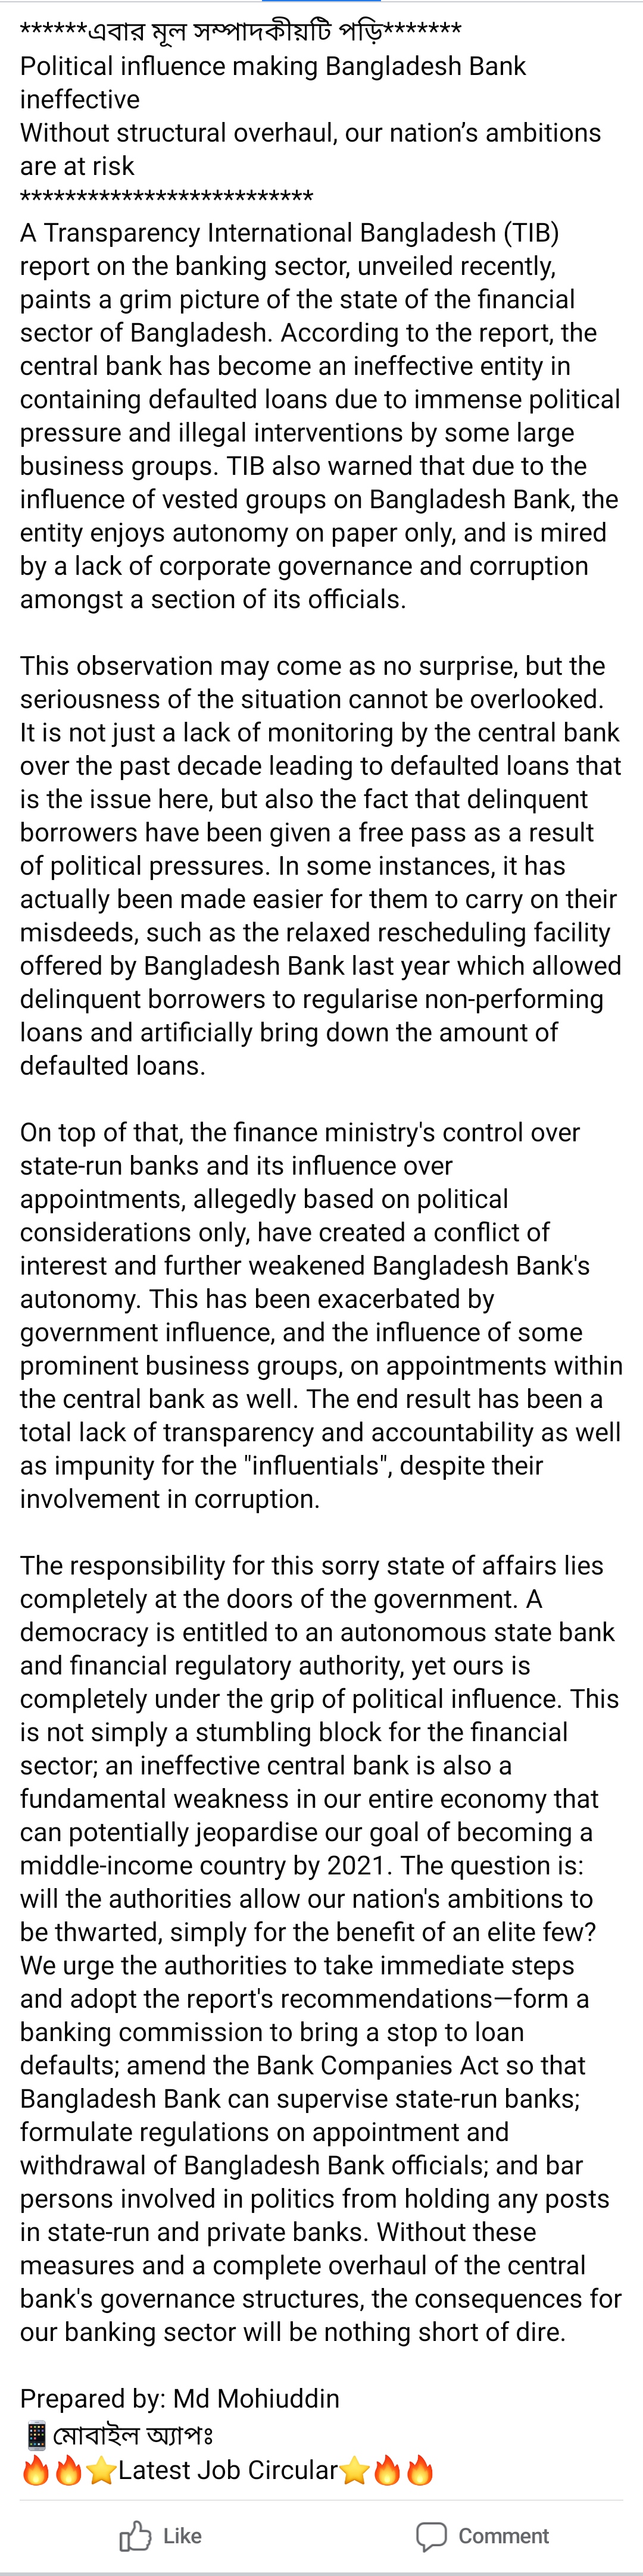 ******এবার মূল সম্পাদকীয়টি পড়ি*******
Political influence making Bangladesh Bank
ineffective
Without structural overhaul, our nation’s ambitions
are at risk
**************************
A Transparency International Bangladesh (TIB)
report on the banking sector, unveiled recently,
paints a grim picture of the state of the financial
sector of Bangladesh. According to the report, the
central bank has become an ineffective entity in
containing defaulted loans due to immense political
pressure and illegal interventions by some large
business groups. TIB also warned that due to the
influence of vested groups on Bangladesh Bank, the
entity enjoys autonomy on paper only, and is mired
by a lack of corporate governance and corruption
amongst a section of its officials.
This observation may come as no surprise, but the
seriousness of the situation cannot be overlooked.
It is not just a lack of monitoring by the central bank
over the past decade leading to defaulted loans that
is the issue here, but also the fact that delinquent
borrowers have been given a free pass as a result
of political pressures. In some instances, it has
actually been made easier for them to carry on their
misdeeds, such as the relaxed rescheduling facility
offered by Bangladesh Bank last year which allowed
delinquent borrowers to regularise non-performing
loans and artificially bring down the amount of
defaulted loans.
On top of that, the finance ministry's control over
state-run banks and its influence over
appointments, allegedly based on political
considerations only, have created a conflict of
interest and further weakened Bangladesh Bank's
autonomy. This has been exacerbated by
government influence, and the influence of some
prominent business groups, on appointments within
the central bank as well. The end result has been a
total lack of transparency and accountability as well
as impunity for the "influentials", despite their
involvement in corruption.
The responsibility for this sorry state of affairs lies
completely at the doors of the government. A
democracy is entitled to an autonomous state bank
and financial regulatory authority, yet ours is
completely under the grip of political influence. This
is not simply a stumbling block for the financial
sector; an ineffective central bank is also a
fundamental weakness in our entire economy that
can potentially jeopardise our goal of becoming a
middle-income country by 2021. The question is:
will the authorities allow our nation's ambitions to
be thwarted, simply for the benefit of an elite few?
We urge the authorities to take immediate steps
and adopt the report's recommendations—form a
banking commission to bring a stop to loan
defaults; amend the Bank Companies Act so that
Bangladesh Bank can supervise state-run banks;
formulate regulations on appointment and
withdrawal of Bangladesh Bank officials; and bar
persons involved in politics from holding any posts
in state-run and private banks. Without these
measures and a complete overhaul of the central
bank's governance structures, the consequences for
our banking sector will be nothing short of dire.
Prepared by: Md Mohiuddin
📱মোবাইল অ্যাপঃ
🔥🔥⭐Latest Job Circular⭐🔥🔥
Like Comment